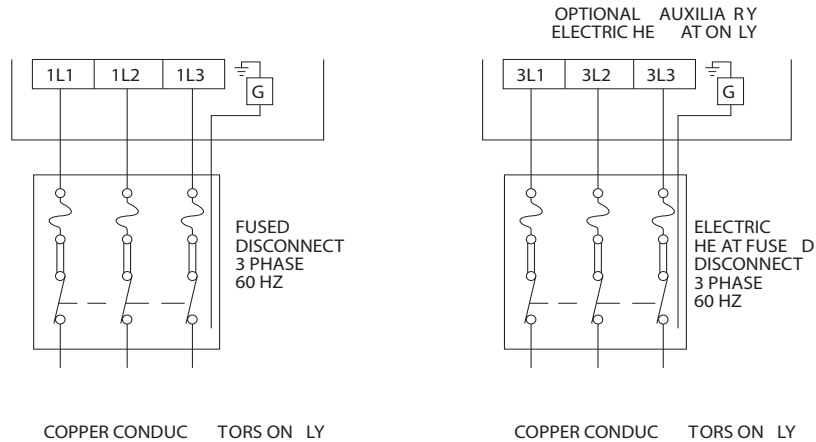 OPTIONAL AUXILIA RY
ELECTRIC HE AT ON LY
1L1 1L2 1L3
G
3L1 3L2 3L3
G
FUSED
DISCONNECT
3 PHASE
60 HZ
ELECTRIC
HE AT FUSE D
DISCONNECT
3 PHASE
60 HZ
COPPER CONDUC TORS ON LY
COPPER CONDUC TORS ON LY